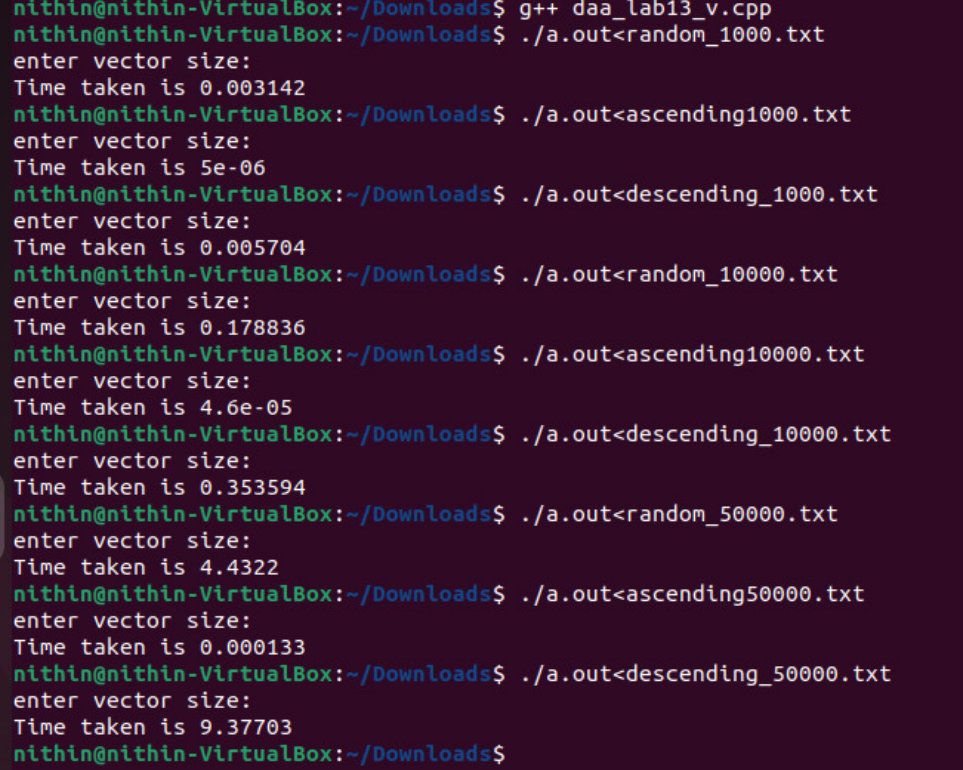 nithin@nithin-VirtualBox:~/Downloads$ g++ daa_lab13_v.cpp
nithin@nithin-VirtualBox:~/Downloads$ ./a.out<random_1000.txt
enter vector size:
Time taken is 0.003142
nithin@nithin-VirtualBox:~/Downloads$ ./a.out<ascending1000.txt
enter vector size:
Time taken is 5e-06
nithin@nithin-VirtualBox:~/Downloads$ ./a.out<descending_1000.txt
enter vector size:
Time taken is 0.005704
nithin@nithin-VirtualBox:~/Downloads$ ./a.out<random_10000.txt
enter vector size:
Time taken is 0.178836
nithin@nithin-VirtualBox:~/Downloads$ ./a.out<ascending10000.txt
enter vector size:
Time taken is 4.6e-05
nithin@nithin-VirtualBox:~/Downloads$ ./a.out<descending_10000.txt
enter vector size:
Time taken is 0.353594
nithin@nithin-VirtualBox:~/Downloads$ ./a.out<random_50000.txt
enter vector size:
Time taken is 4.4322
nithin@nithin-VirtualBox:~/Downloads$ ./a.out<ascending50000.txt
enter vector size:
Time taken is 0.000133
nithin@nithin-VirtualBox:~/Downloads$ ./a.out<descending_50000.txt
enter vector size:
Time taken is 9.37703
nithin@nithin-VirtualBox:~/Downloads$